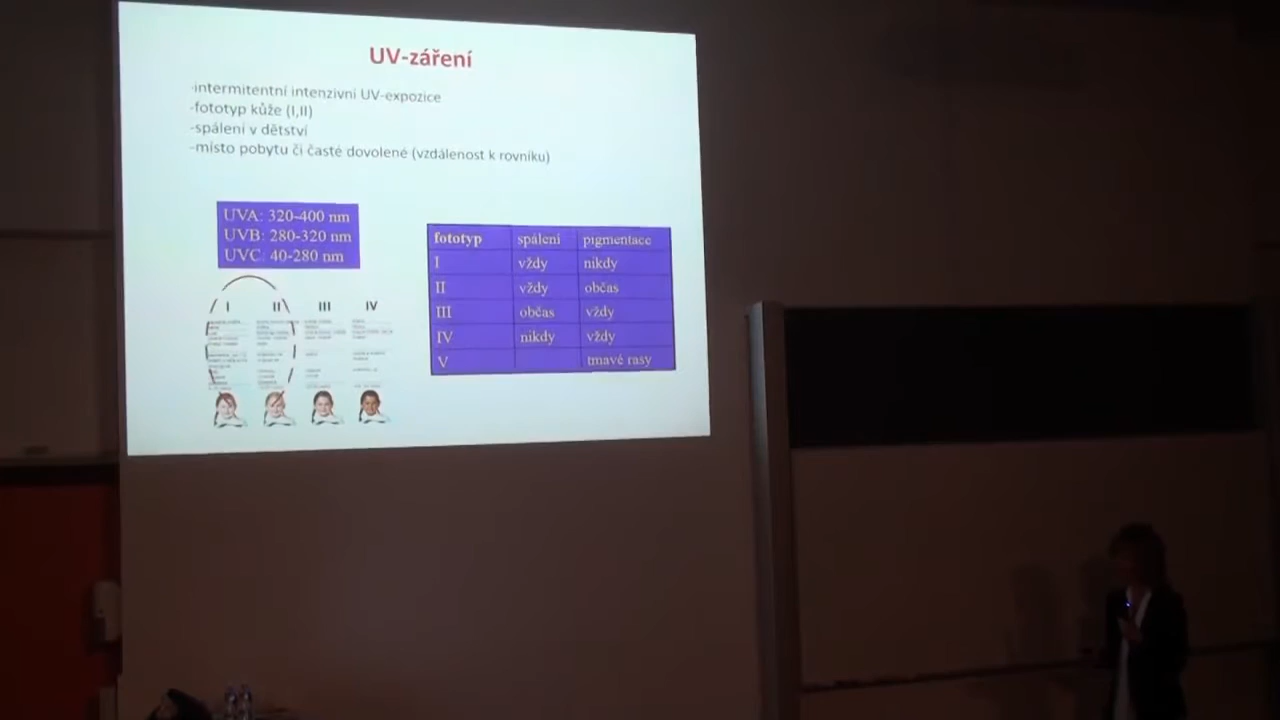 UV-záření
-intermitentní intenzivní UV-expozice
-fototyp kůže (I,II)
-spálení v dětství
-místo pobytu či časté dovolené (vzdálenost k rovníku)
UVA: 320-400 nm
UVB: 280-320 nm
UVC: 40-280 nm
fototyp spálení pigmentace
I vždy nikdy
II vždy občas
III občas vždy
IV nikdy vždy
V tmavé rasy
I II III IV